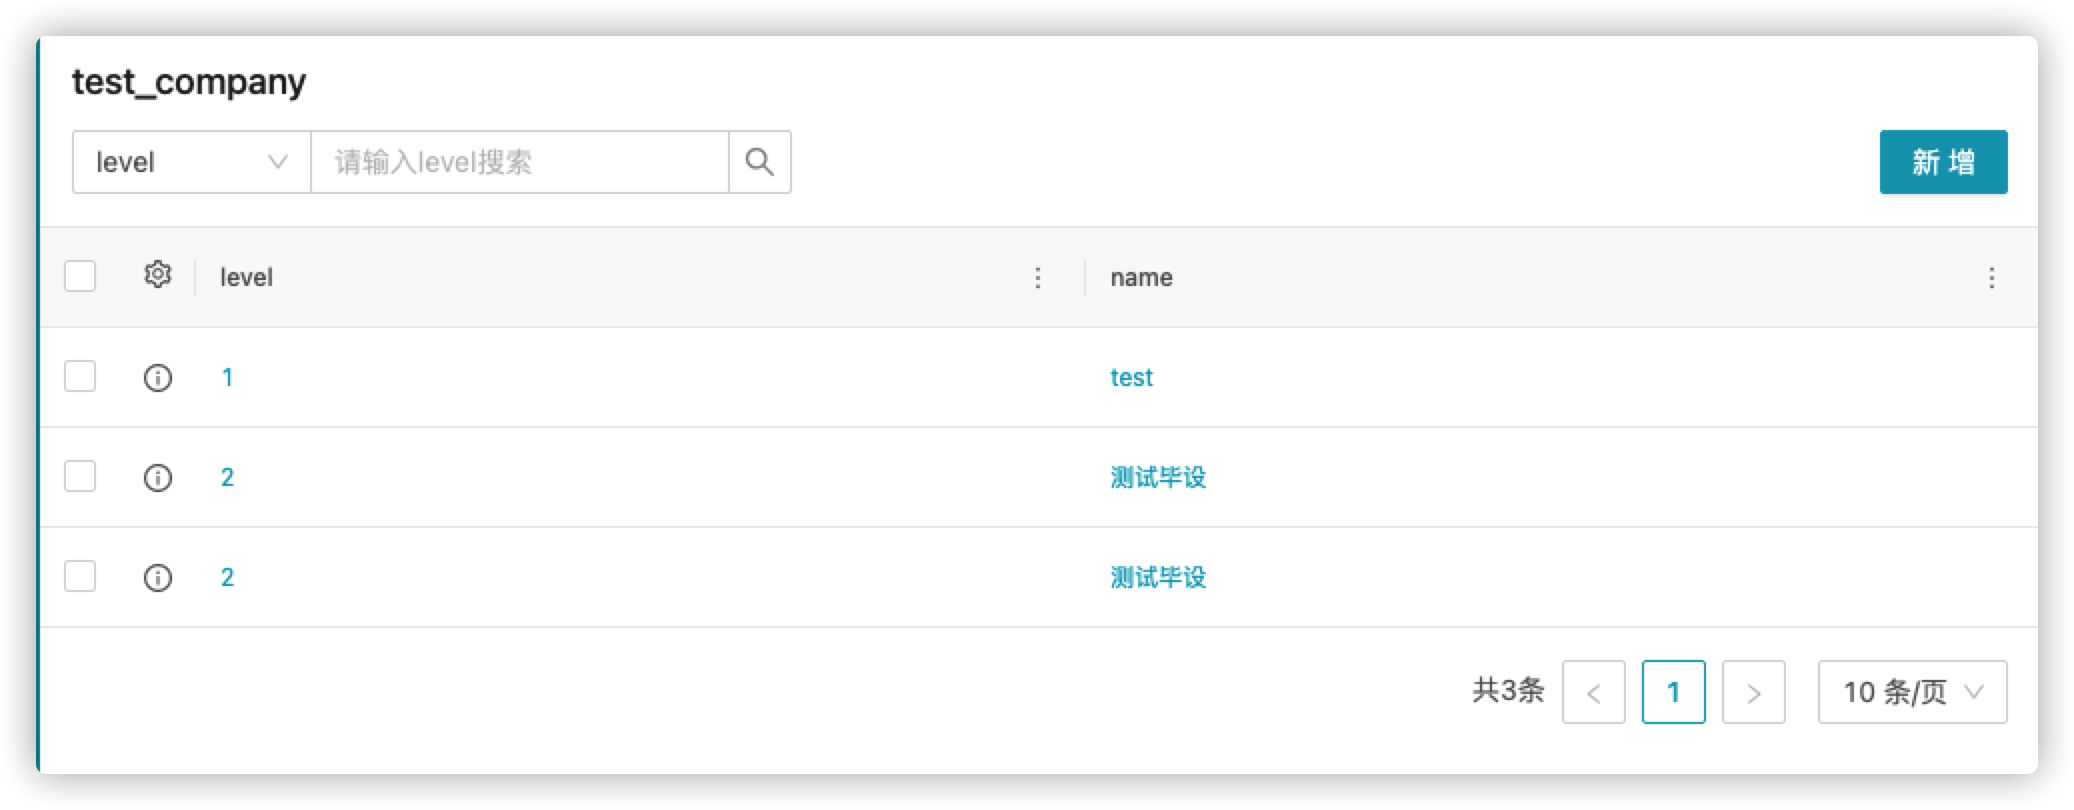 test_company
level 请输入level搜索 新 增
level name
1 test
2 测试毕设
2 测试毕设
共3条 < 1 > 10 条/页